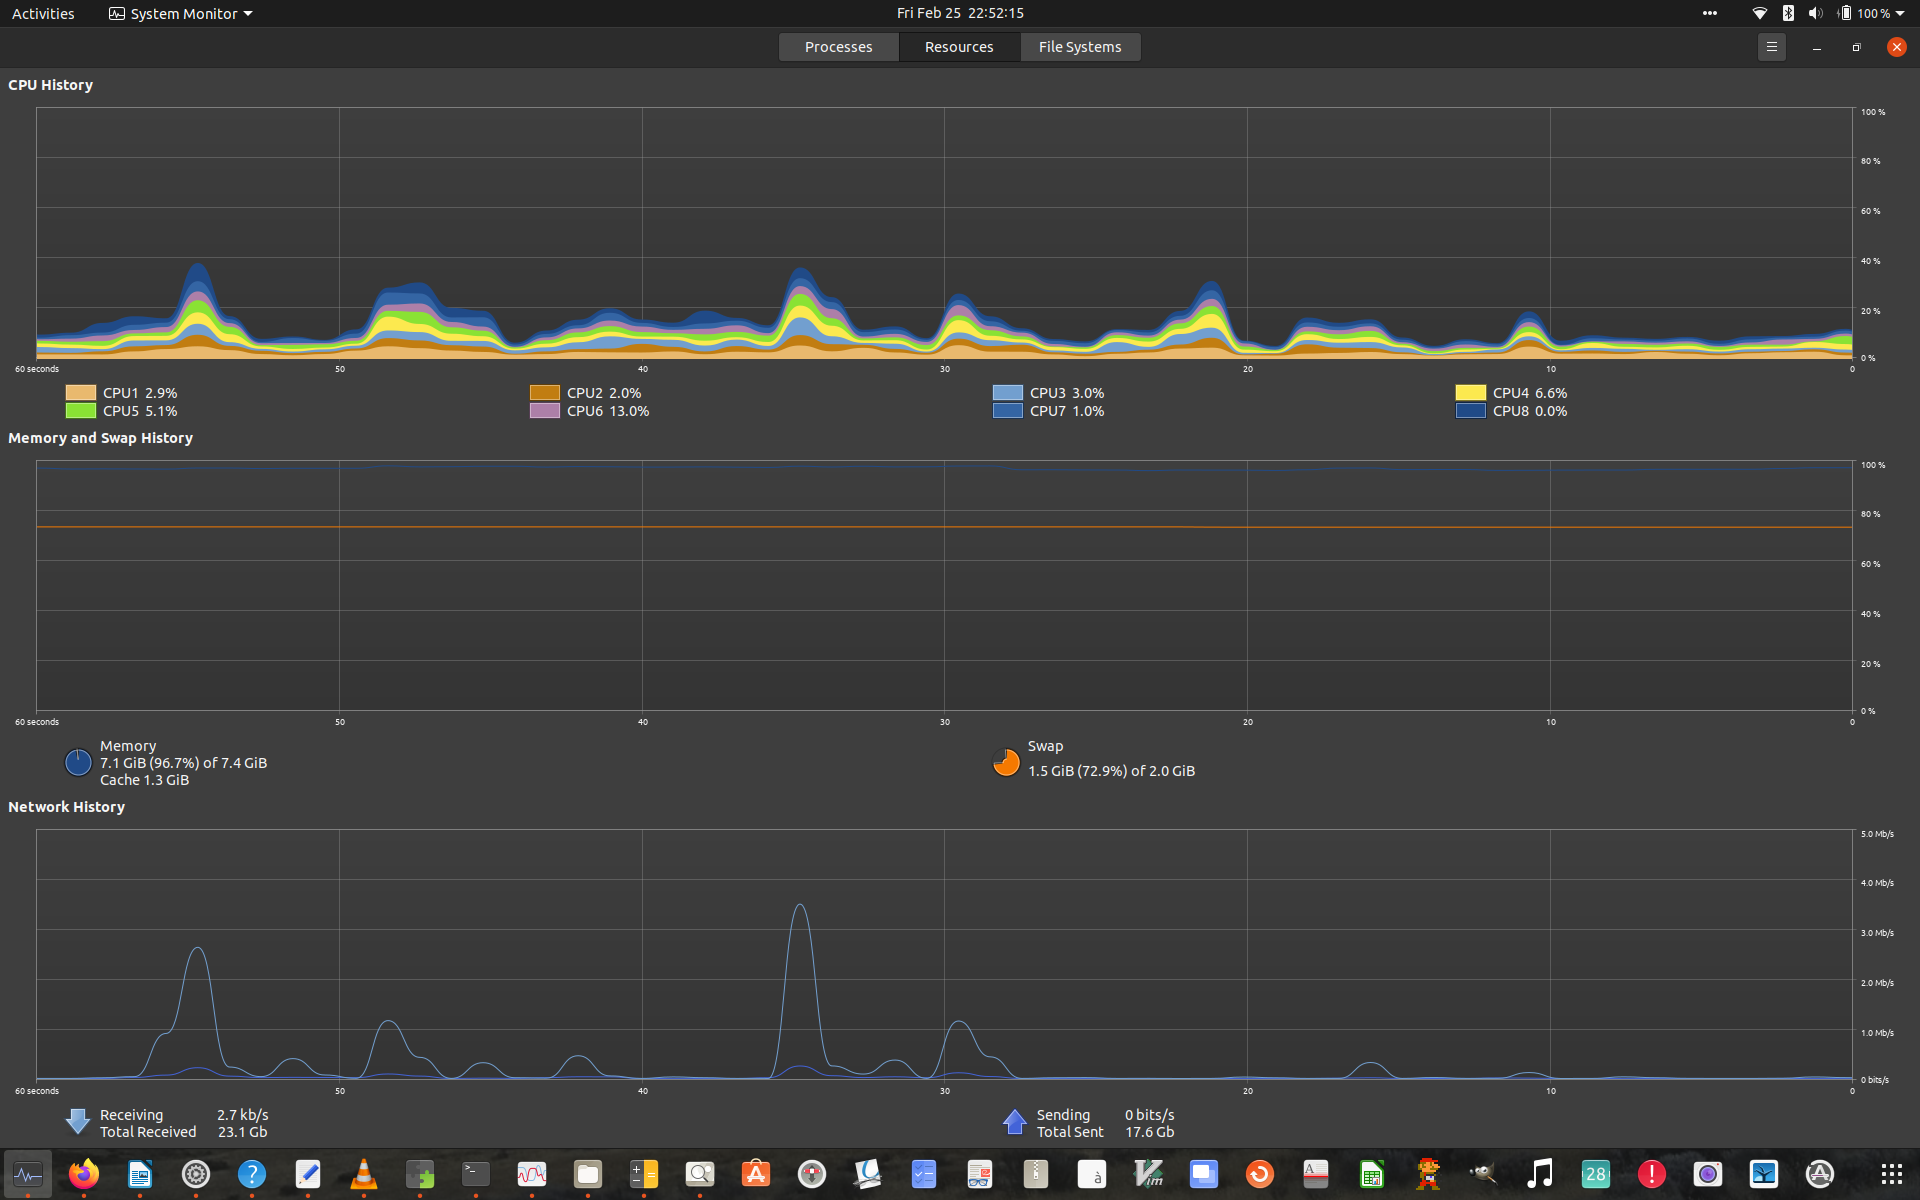 Activities System Monitor Fri Feb 25 22:52:15 100 %
Processes Resources File Systems
CPU History
100 %
80 %
60 %
40 %
20 %
0 %
60 seconds 50 40 30 20 10 0
CPU1 2.9% CPU2 2.0% CPU3 3.0% CPU4 6.6%
CPU5 5.1% CPU6 13.0% CPU7 1.0% CPU8 0.0%
Memory and Swap History
100 %
80 %
60 %
40 %
20 %
0 %
60 seconds 50 40 30 20 10 0
Memory
7.1 GiB (96.7%) of 7.4 GiB
Cache 1.3 GiB
Swap
1.5 GiB (72.9%) of 2.0 GiB
Network History
5.0 Mb/s
4.0 Mb/s
3.0 Mb/s
2.0 Mb/s
1.0 Mb/s
0 bits/s
60 seconds 50 40 30 20 10 0
Receiving 2.7 kb/s Sending 0 bits/s
Total Received 23.1 Gb Total Sent 17.6 Gb
? >_ A à Vim A 28 ! A